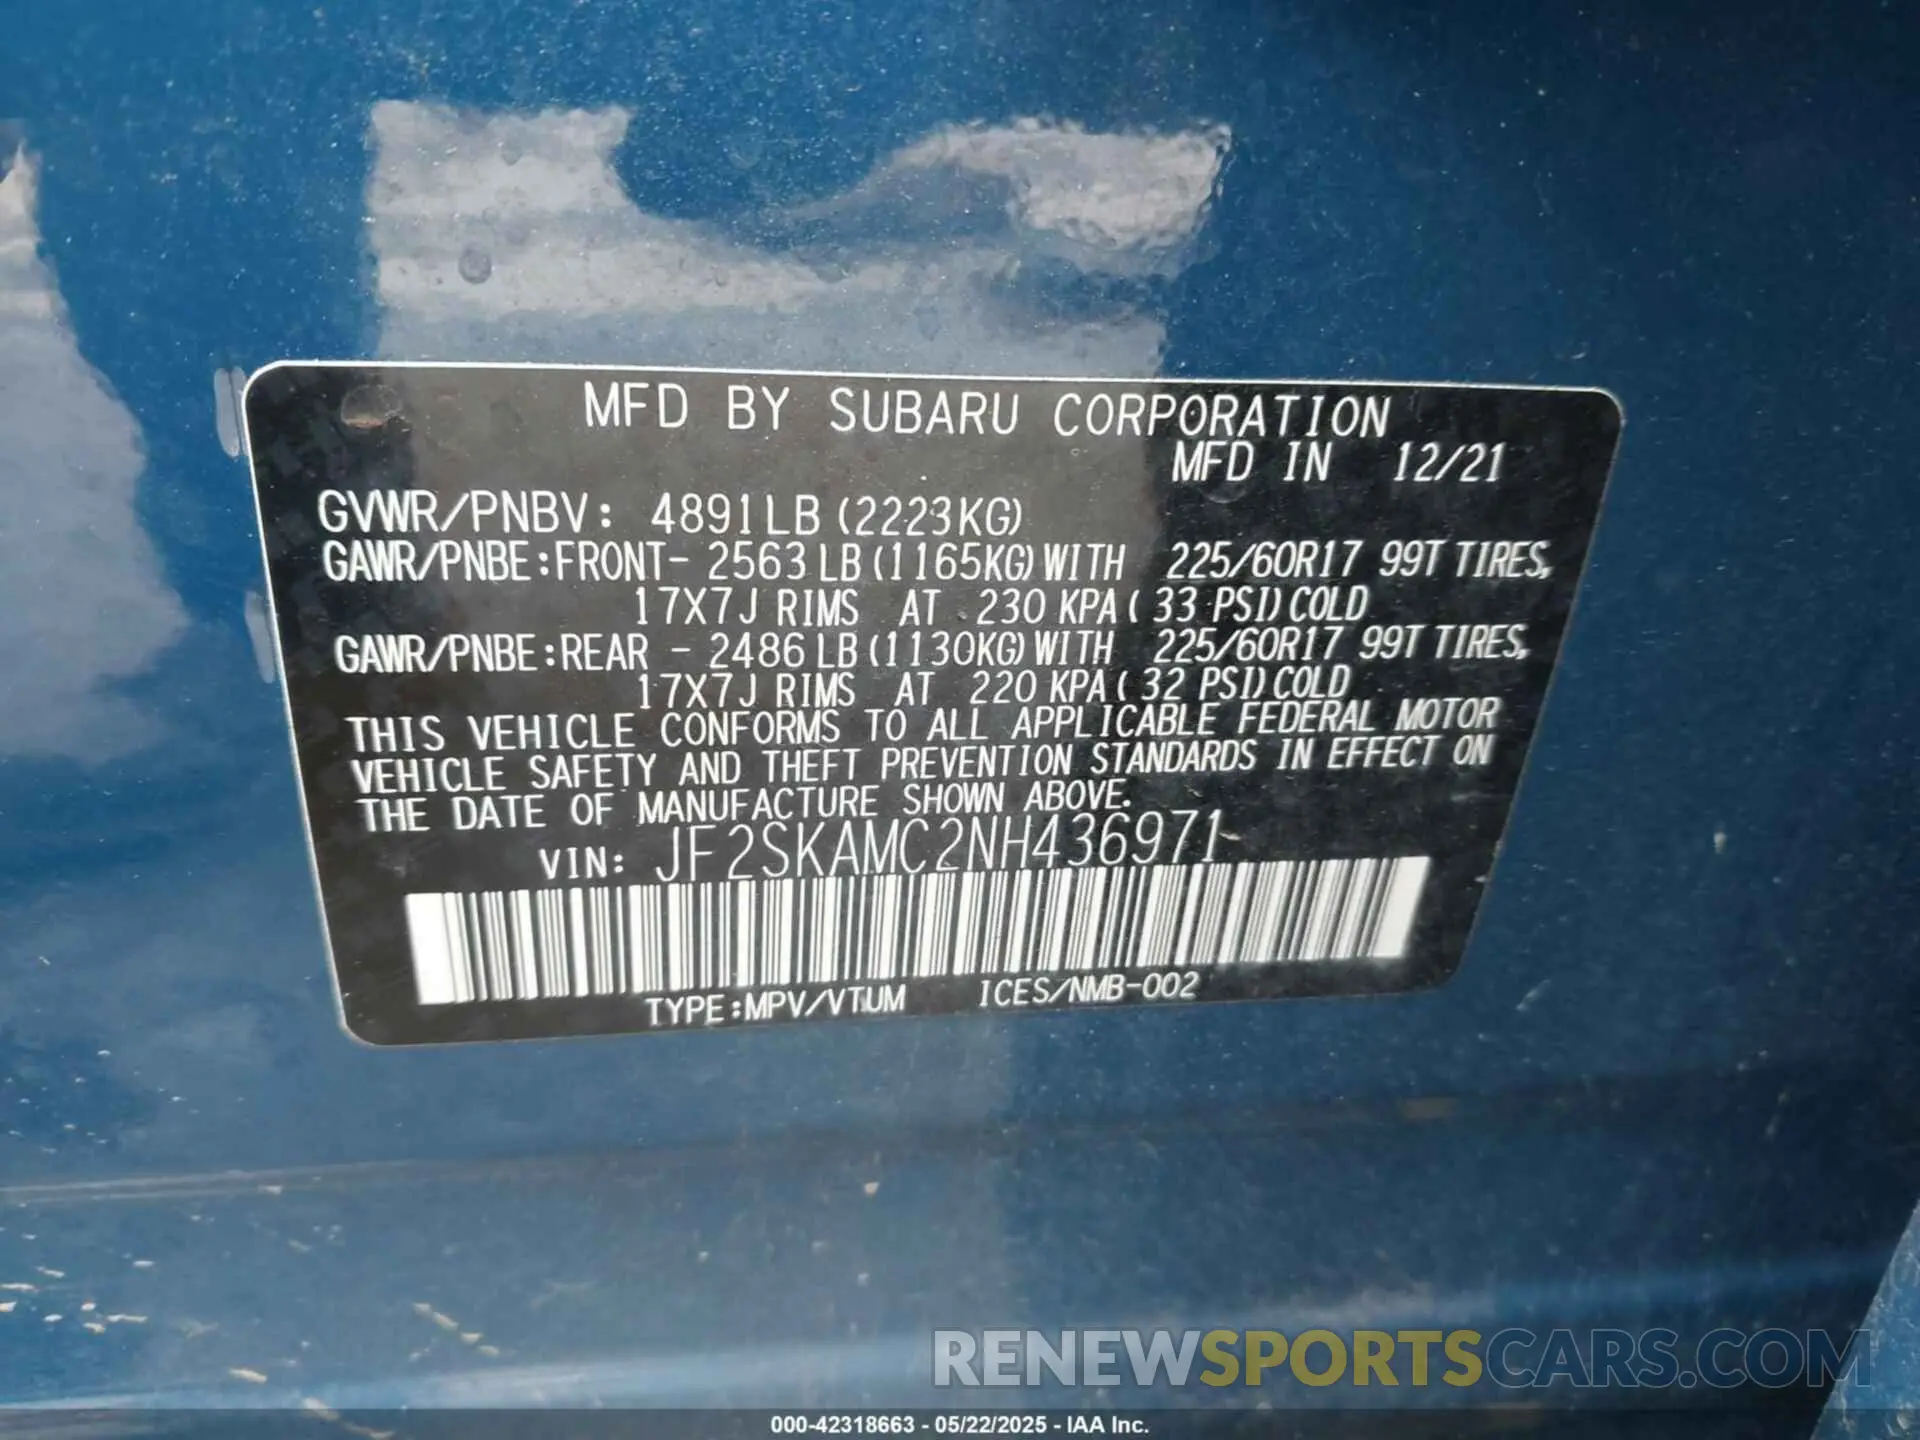 MFD BY SUBARU CORPORATION
MFD IN 12/21
GVWR/PNBV: 4891LB (2223KG)
GAWR/PNBE:FRONT- 2563 LB (1165KG) WITH 225/60R17 99T TIRES,
17X7J RIMS AT 230 KPA ( 33 PSI) COLD
GAWR/PNBE:REAR - 2486 LB (1130KG) WITH 225/60R17 99T TIRES,
17X7J RIMS AT 220 KPA ( 32 PSI) COLD
THIS VEHICLE CONFORMS TO ALL APPLICABLE FEDERAL MOTOR
VEHICLE SAFETY AND THEFT PREVENTION STANDARDS IN EFFECT ON
THE DATE OF MANUFACTURE SHOWN ABOVE.
VIN: JF2SKAMC2NH436971
TYPE:MPV/VTUM ICES/NMB-002
RENEWSPORTSCARS.COM
000-42318663 - 05/22/2025 - IAA Inc.